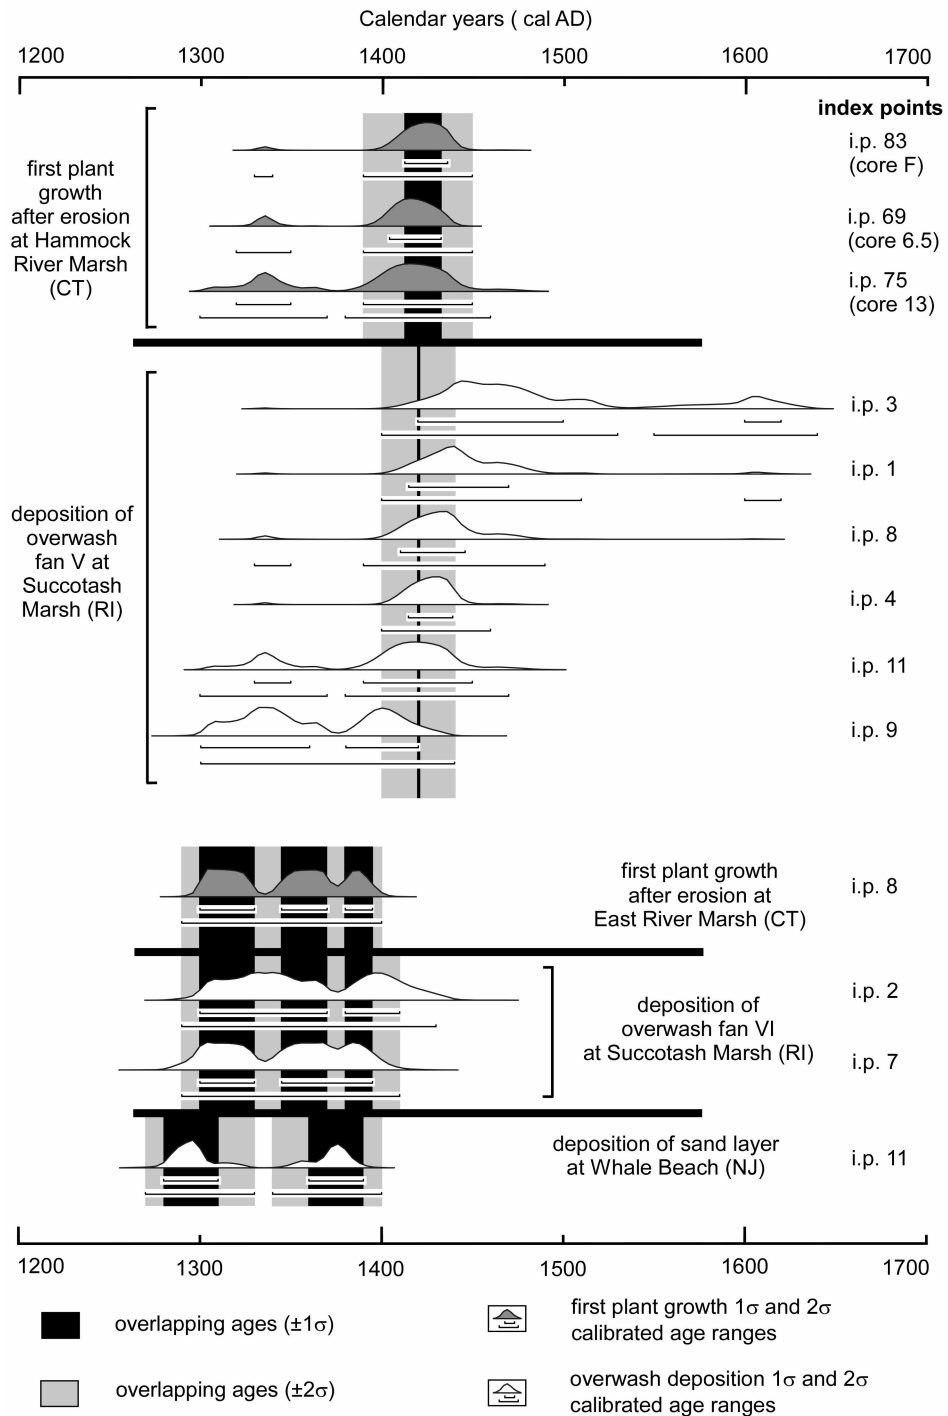 Calendar years ( cal AD)
1200 1300 1400 1500 1600 1700
index points
first plant
growth
after erosion
at Hammock
River Marsh
(CT)
i.p. 83
(core F)
i.p. 69
(core 6.5)
i.p. 75
(core 13)
deposition of
overwash
fan V at
Succotash
Marsh (RI)
i.p. 3
i.p. 1
i.p. 8
i.p. 4
i.p. 11
i.p. 9
first plant growth
after erosion at
East River Marsh (CT)
i.p. 8
deposition of
overwash fan VI
at Succotash Marsh (RI)
i.p. 2
i.p. 7
deposition of sand layer
at Whale Beach (NJ)
i.p. 11
1200 1300 1400 1500 1600 1700
overlapping ages (±1σ)
first plant growth 1σ and 2σ
calibrated age ranges
overlapping ages (±2σ)
overwash deposition 1σ and 2σ
calibrated age ranges